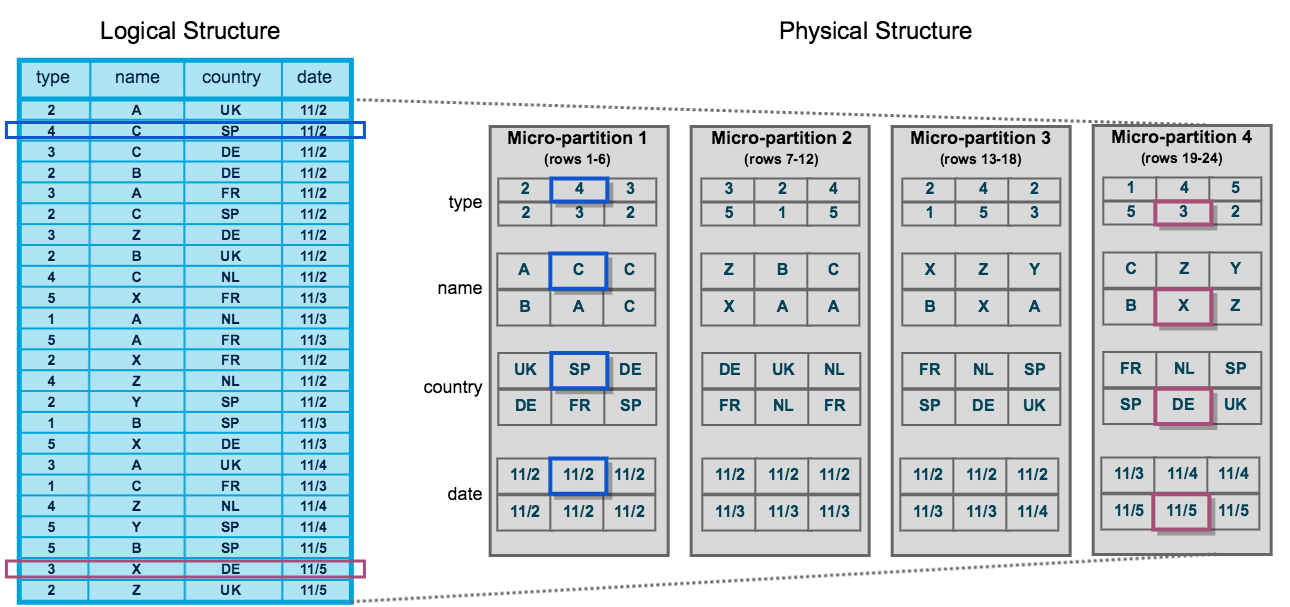 Logical Structure
Physical Structure
type name country date
2 A UK 11/2
4 C SP 11/2
3 C DE 11/2
2 B DE 11/2
3 A FR 11/2
2 C SP 11/2
3 Z DE 11/2
2 B UK 11/2
4 C NL 11/2
5 X FR 11/3
1 A NL 11/3
5 A FR 11/3
2 X FR 11/2
4 Z NL 11/2
2 Y SP 11/2
1 B SP 11/3
5 X DE 11/3
3 A UK 11/4
1 C FR 11/3
4 Z NL 11/4
5 Y SP 11/4
5 B SP 11/5
3 X DE 11/5
2 Z UK 11/5
Micro-partition 1 Micro-partition 2 Micro-partition 3 Micro-partition 4
(rows 1-6) (rows 7-12) (rows 13-18) (rows 19-24)
type
2 4 3 3 2 4 2 4 2 1 4 5
2 3 2 5 1 5 1 5 3 5 3 2
name
A C C Z B C X Z Y C Z Y
B A C X A A B X A B X Z
country
UK SP DE DE UK NL FR NL SP FR NL SP
DE FR SP FR NL FR SP DE UK SP DE UK
date
11/2 11/2 11/2 11/2 11/2 11/2 11/2 11/2 11/2 11/3 11/4 11/4
11/2 11/2 11/2 11/3 11/3 11/3 11/3 11/3 11/4 11/5 11/5 11/5